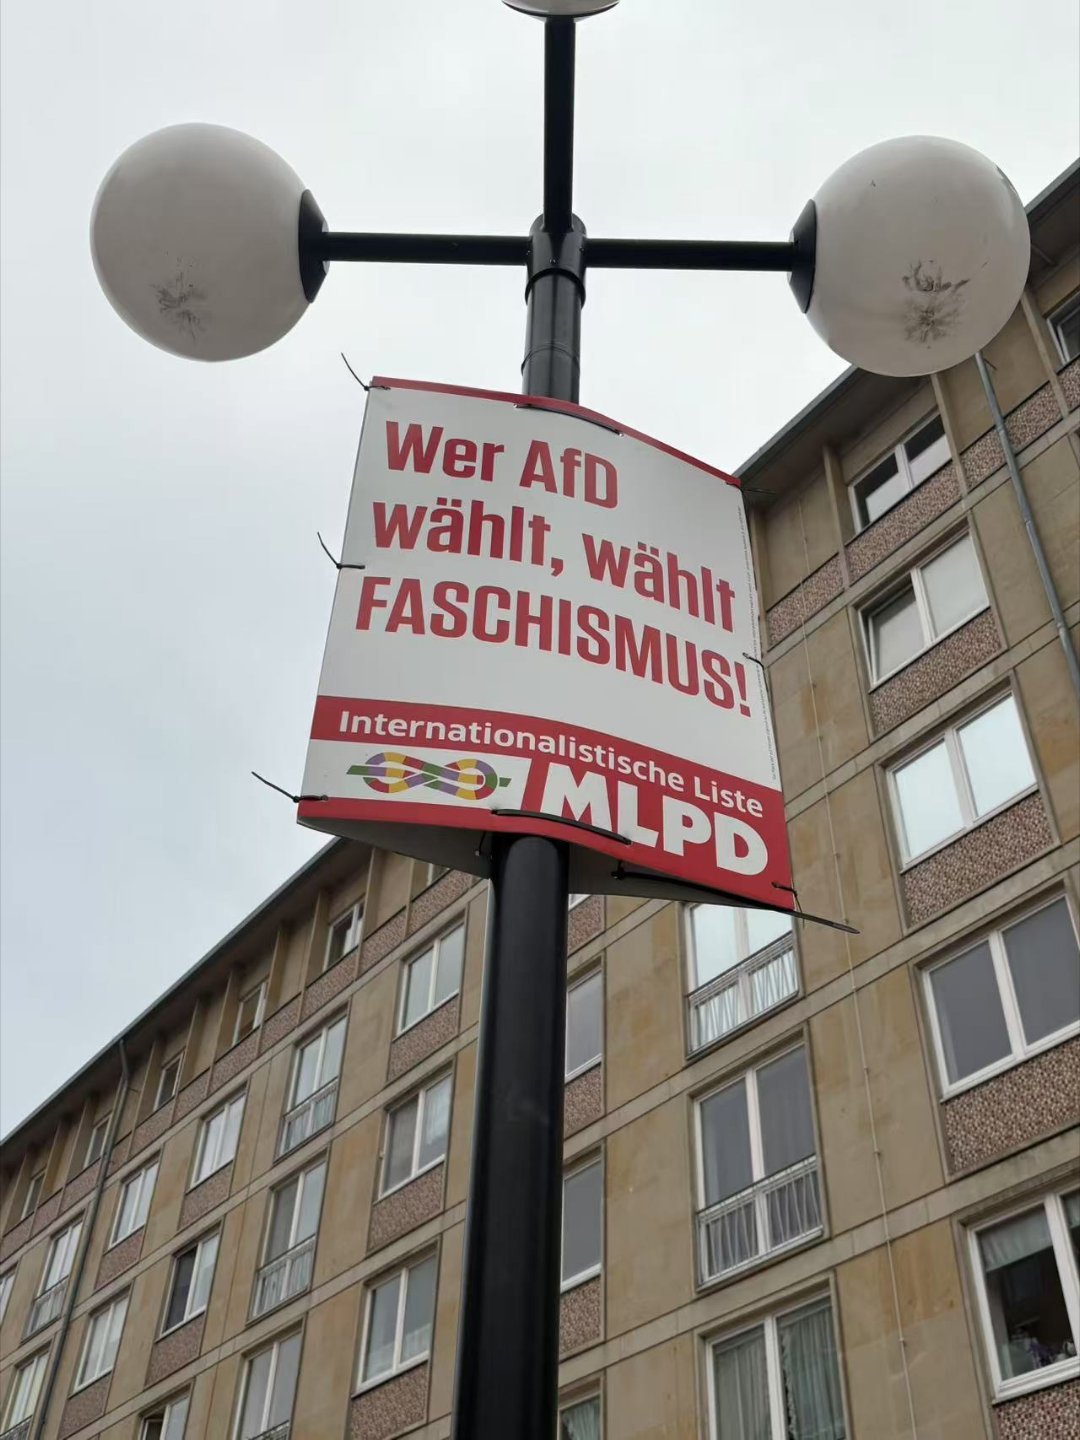 Wer AfD
wählt, wählt
FASCHISMUS!
Internationalistische Liste
MLPD